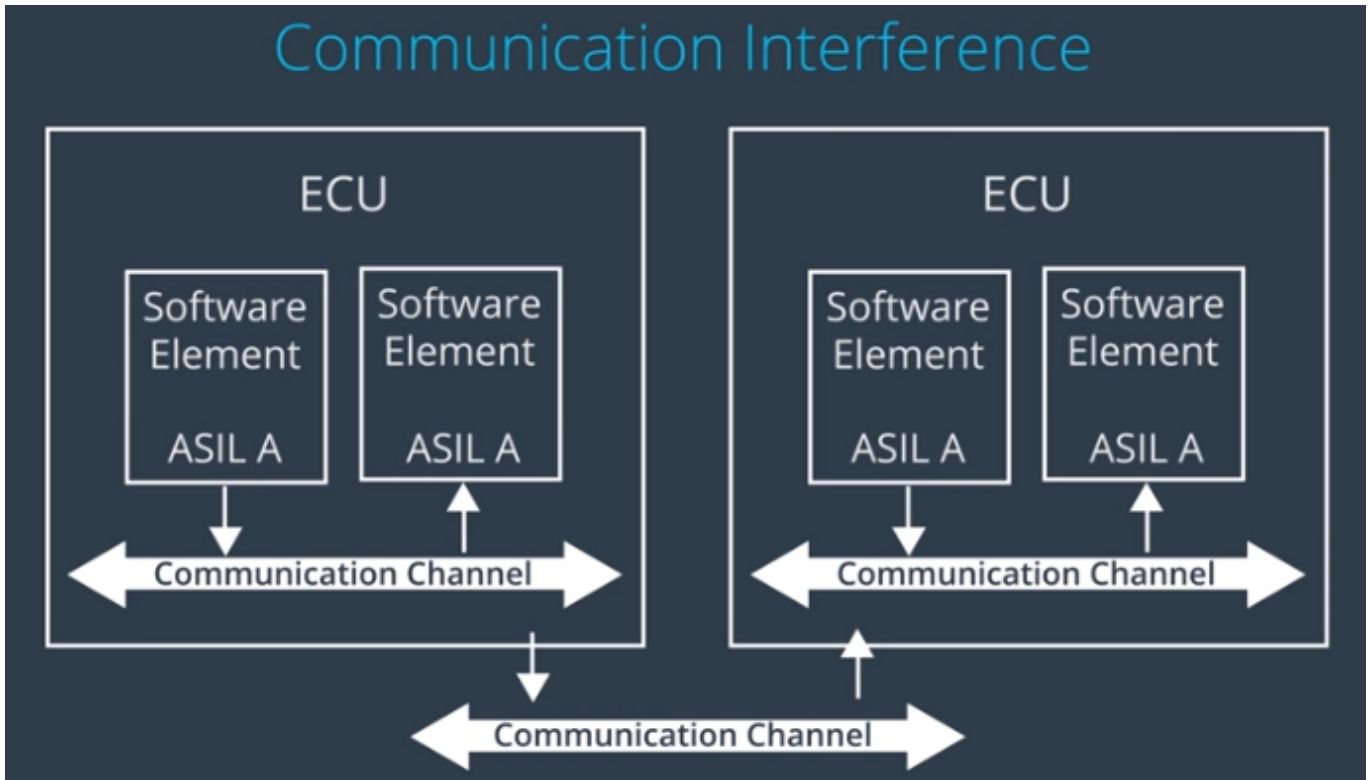 Communication Interference
ECU
Software
Element
ASIL A
Software
Element
ASIL A
Communication Channel
ECU
Software
Element
ASIL A
Software
Element
ASIL A
Communication Channel
Communication Channel